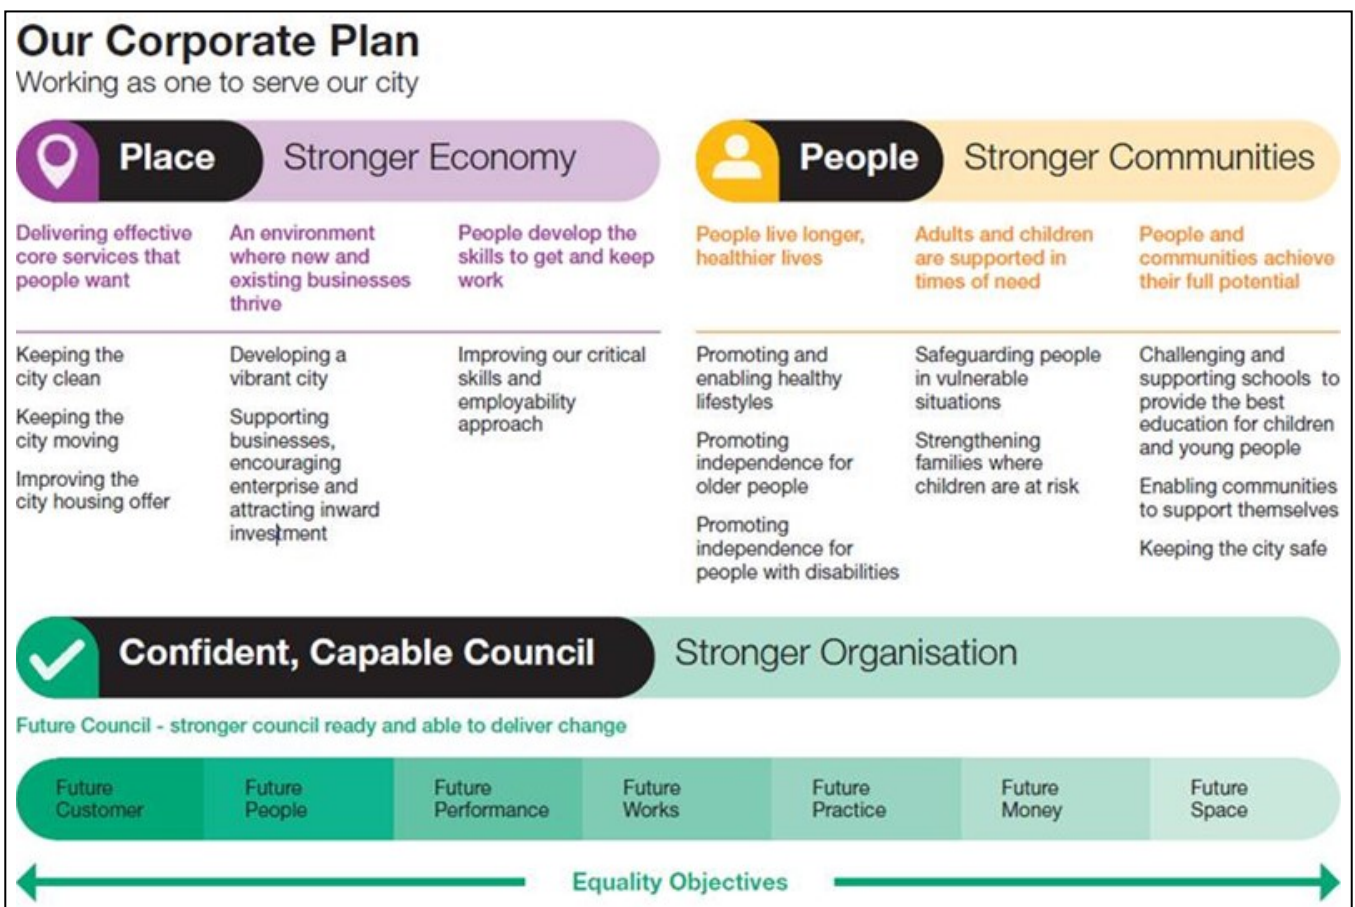 Our Corporate Plan
Working as one to serve our city
Place
Stronger Economy
Delivering effective
core services that
people want
An environment
where new and
existing businesses
thrive
People develop the
skills to get and keep
work
Keeping the
city clean
Keeping the
city moving
Improving the
city housing offer
Developing a
vibrant city
Supporting
businesses,
encouraging
enterprise and
attracting inward
investment
Improving our critical
skills and
employability
approach
People
Stronger Communities
People live longer,
healthier lives
Adults and children
are supported in
times of need
People and
communities achieve
their full potential
Promoting and
enabling healthy
lifestyles
Promoting
independence for
older people
Promoting
independence for
people with disabilities
Safeguarding people
in vulnerable
situations
Strengthening
families where
children are at risk
Challenging and
supporting schools to
provide the best
education for children
and young people
Enabling communities
to support themselves
Keeping the city safe
Confident, Capable Council
Stronger Organisation
Future Council - stronger council ready and able to deliver change
Future
Customer
Future
People
Future
Performance
Future
Works
Future
Practice
Future
Money
Future
Space
Equality Objectives